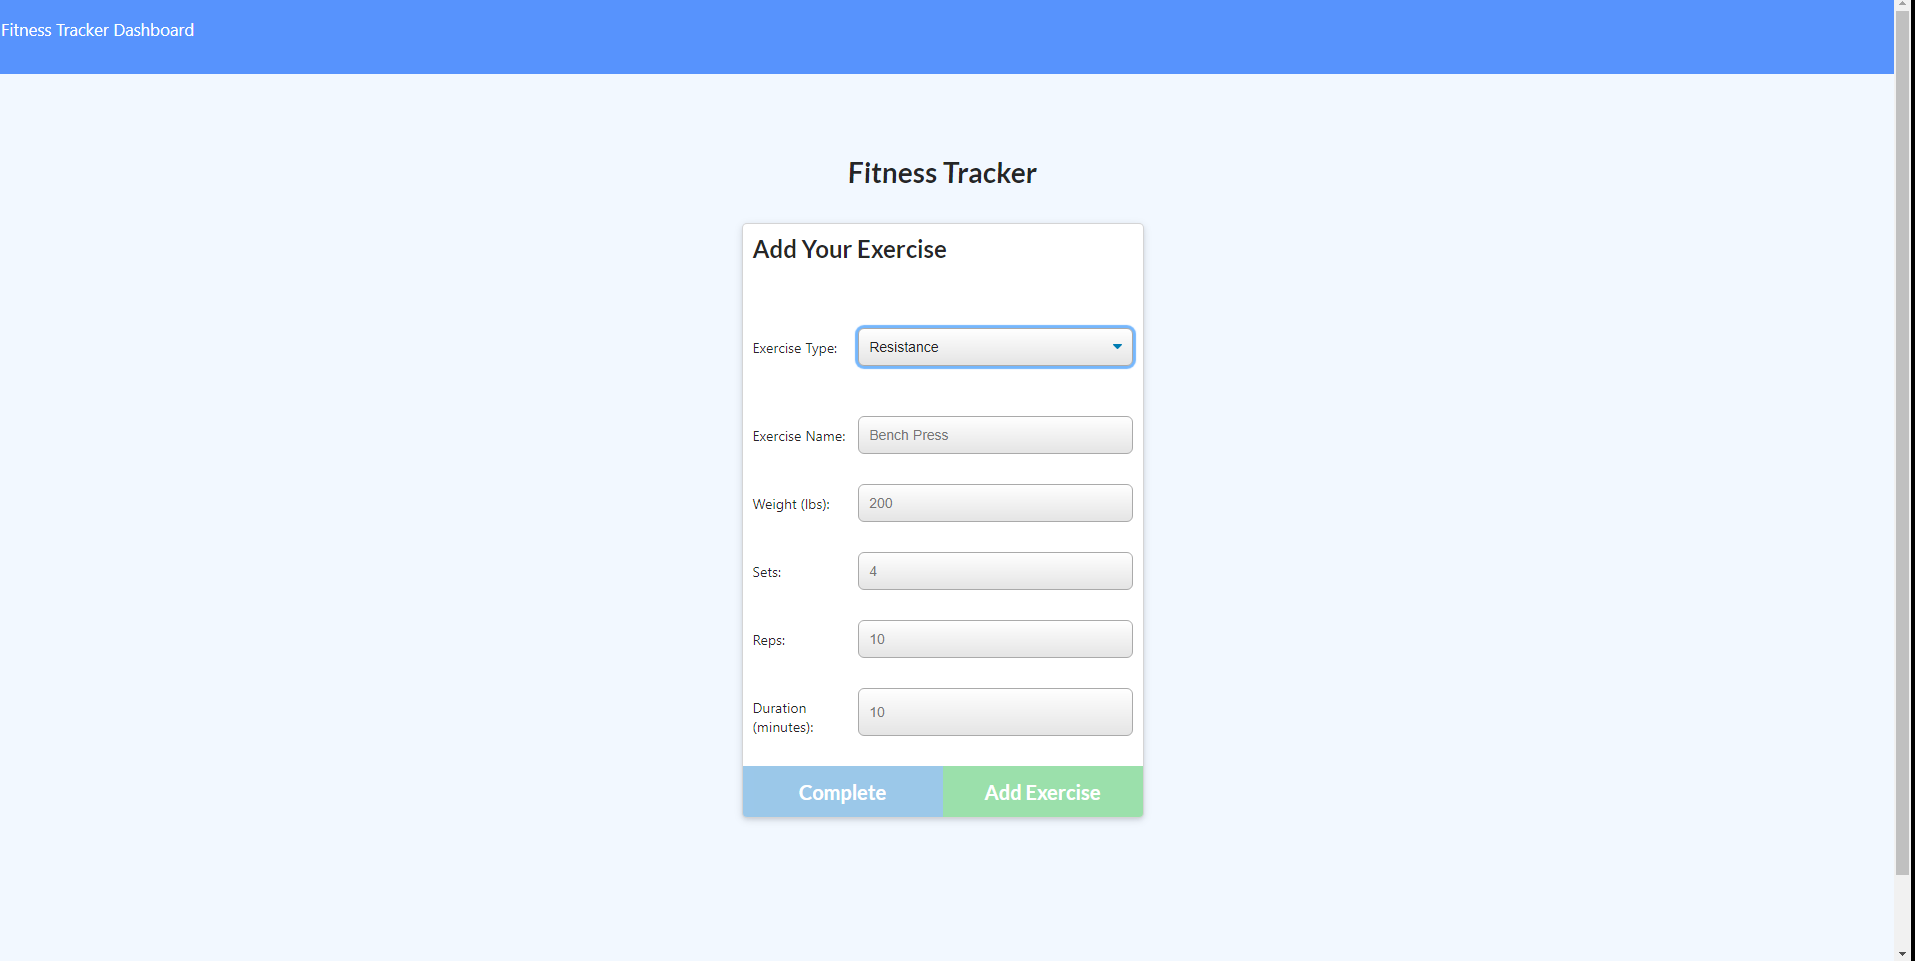 Fitness Tracker Dashboard
Fitness Tracker
Add Your Exercise
Exercise Type: Resistance
Exercise Name: Bench Press
Weight (lbs): 200
Sets: 4
Reps: 10
Duration (minutes): 10
Complete Add Exercise